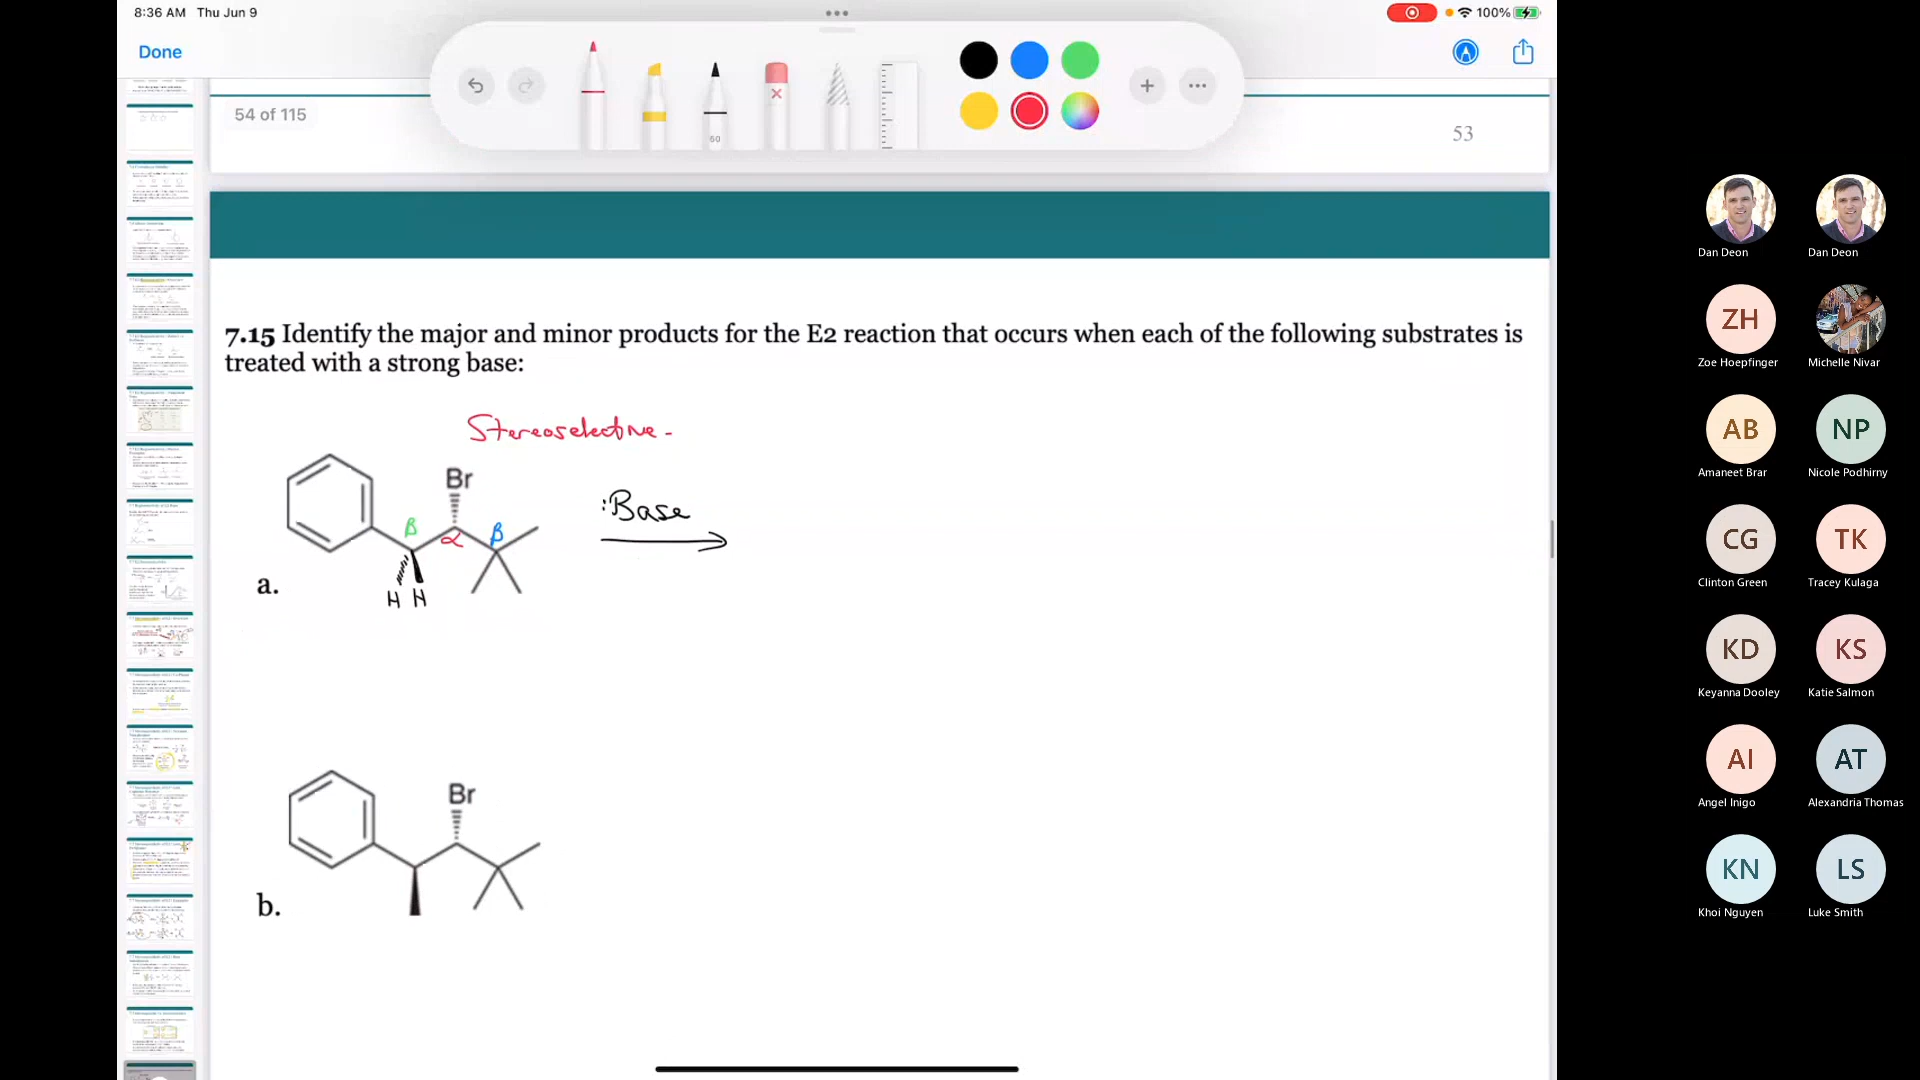 8:36 AM Thu Jun 9
100%
Done
60
54 of 115
53
7.15 Identify the major and minor products for the E2 reaction that occurs when each of the following substrates is
treated with a strong base:
Stereoselective -
Br
:Base
β
α
β
a.
H H
Br
b.
Dan Deon
Dan Deon
ZH
Zoe Hoepfinger
Michelle Nivar
AB
Amaneet Brar
NP
Nicole Podhirny
CG
Clinton Green
TK
Tracey Kulaga
KD
Keyanna Dooley
KS
Katie Salmon
AI
Angel Inigo
AT
Alexandria Thomas
KN
Khoi Nguyen
LS
Luke Smith